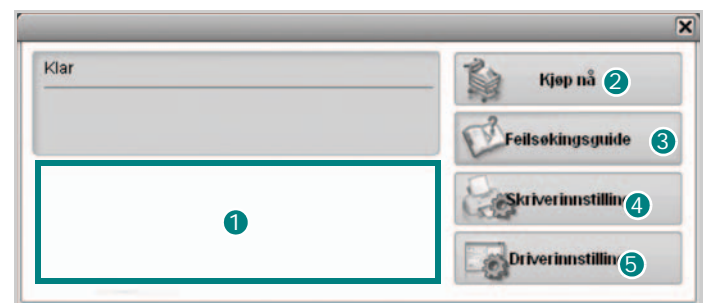 Klar
Kjøp nå 2
Feilsøkingsguide 3
Skriverinnstillin 4
1
Driverinnstillin 5